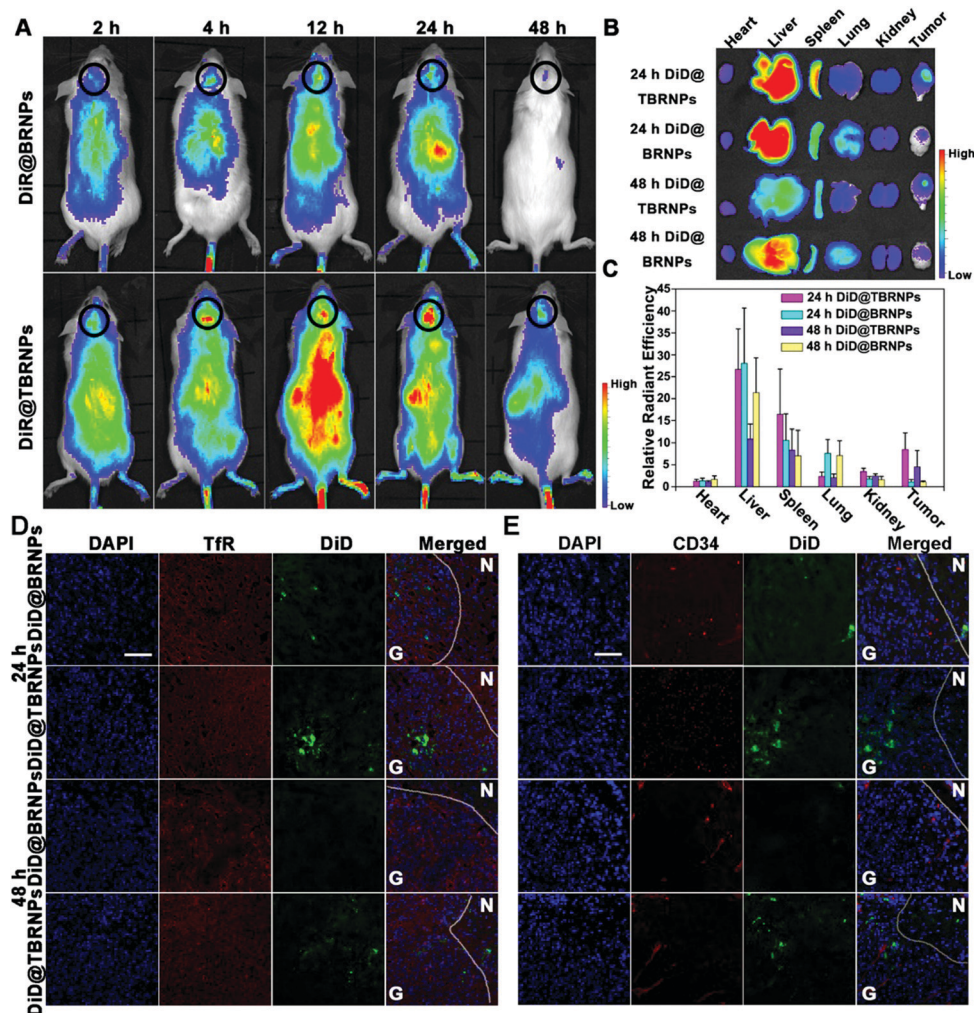 A
2 h 4 h 12 h 24 h 48 h
DiR@BRNPs
DiR@TBRNPs
High
Low
B
Heart Liver Spleen Lung Kidney Tumor
24 h DiD@
TBRNPs
24 h DiD@
BRNPs
48 h DiD@
TBRNPs
48 h DiD@
BRNPs
High
Low
C
Relative Radiant Efficiency
45
40
35
30
25
20
15
10
5
0
24 h DiD@TBRNPs
24 h DiD@BRNPs
48 h DiD@TBRNPs
48 h DiD@BRNPs
Heart Liver Spleen Lung Kidney Tumor
D
DAPI TfR DiD Merged
24 h
DiD@BRNPs
N
G
DiD@TBRNPs
N
G
48 h
DiD@BRNPs
N
G
DiD@TBRNPs
N
G
E
DAPI CD34 DiD Merged
N
G
N
G
N
G
N
G